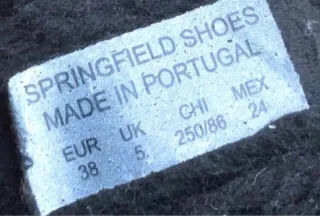 SPRINGFIELD SHOES
MADE IN PORTUGAL
EUR UK CHI MEX
38 5 250/86 24